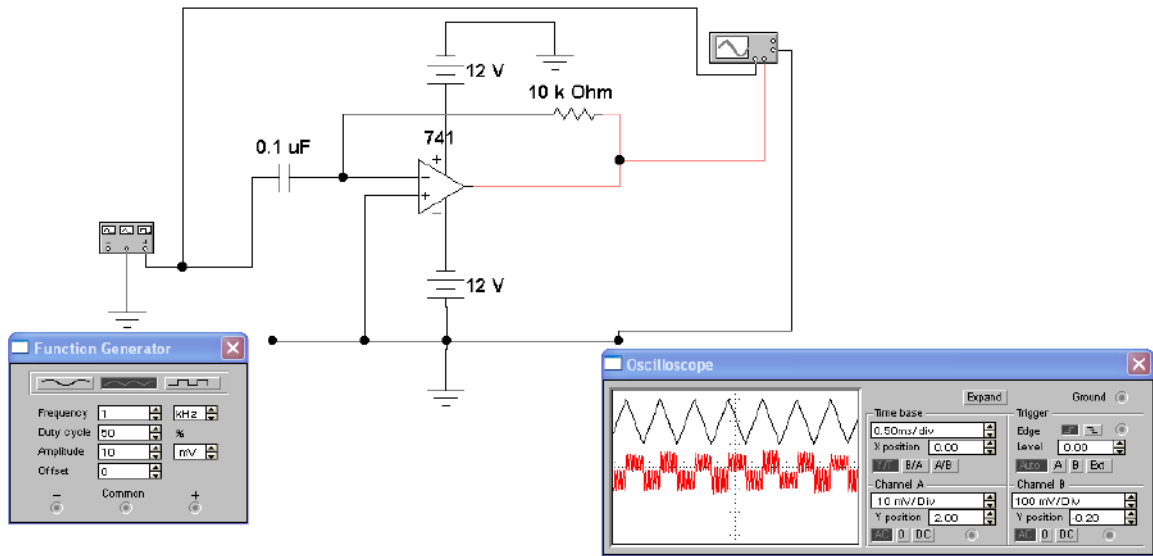 12 V
10 k Ohm
741
0.1 uF
+
−
+
−
12 V
− +
Function Generator
Frequency 1 kHz
Duty cycle 50 %
Amplitude 10 mV
Offset 0
− Common +
Oscilloscope
Expand Ground
Time base
0.50ms/div
X position 0.00
Y/T B/A A/B
Trigger
Edge
Level 0.00
Auto A B Ext
Channel A
10 mV/Div
Y position 2.00
AC 0 DC
Channel B
100 mV/Div
Y position -0.20
AC 0 DC